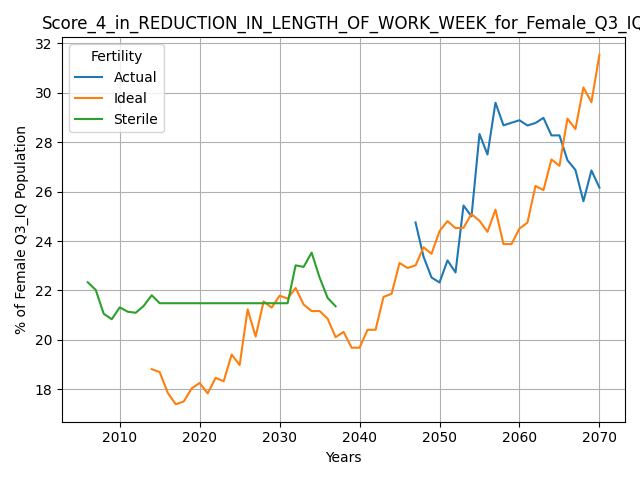 Score_4_in_REDUCTION_IN_LENGTH_OF_WORK_WEEK_for_Female_Q3_IQ
Fertility
Actual
Ideal
Sterile
% of Female Q3_IQ Population
32
30
28
26
24
22
20
18
2010 2020 2030 2040 2050 2060 2070
Years